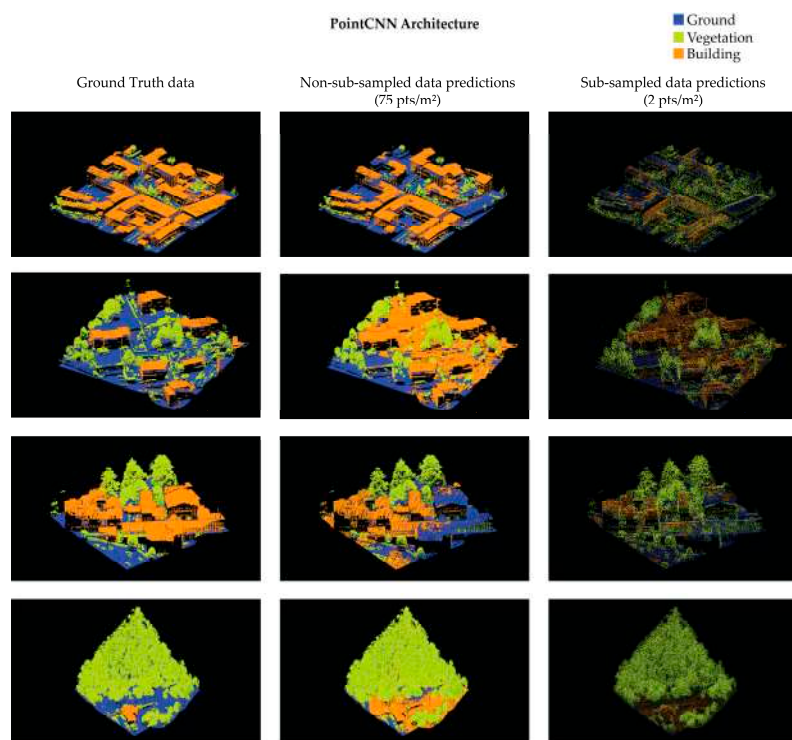 PointCNN Architecture
Ground
Vegetation
Building
Ground Truth data
Non-sub-sampled data predictions
(75 pts/m²)
Sub-sampled data predictions
(2 pts/m²)